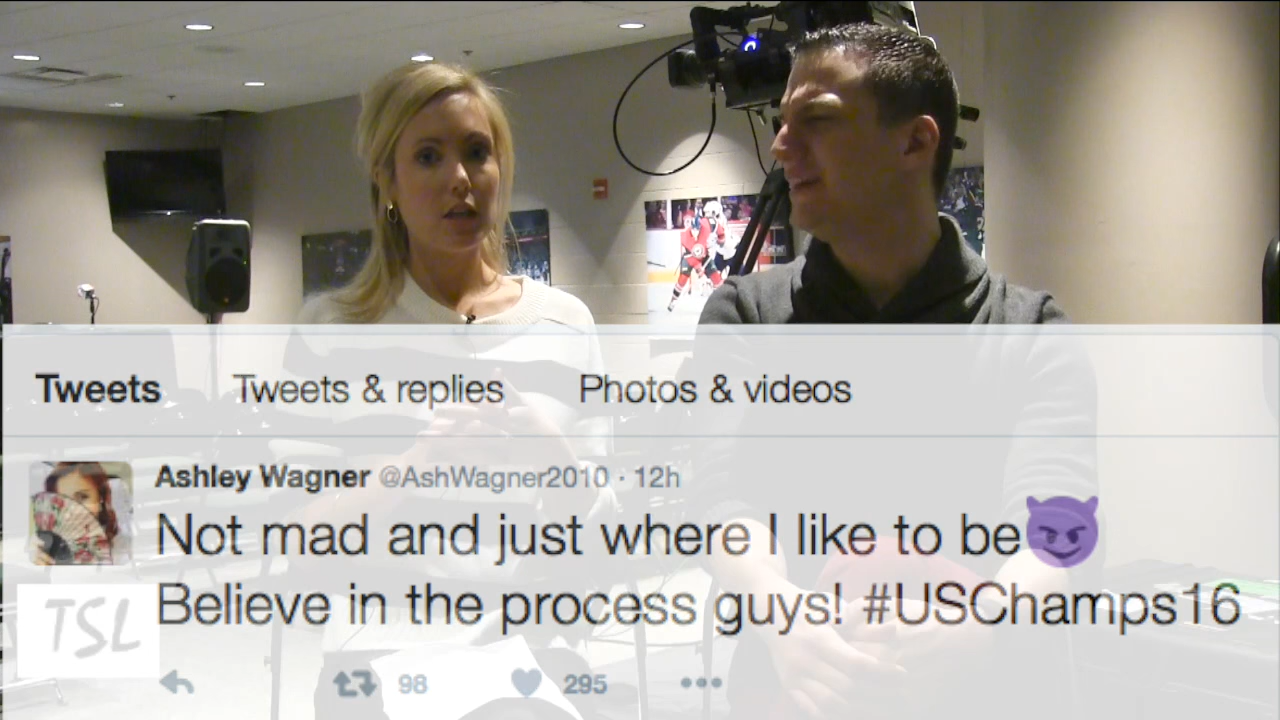 Tweets Tweets & replies Photos & videos
Ashley Wagner @AshWagner2010 · 12h
Not mad and just where I like to be😈
Believe in the process guys! #USChamps16
TSL
98 295